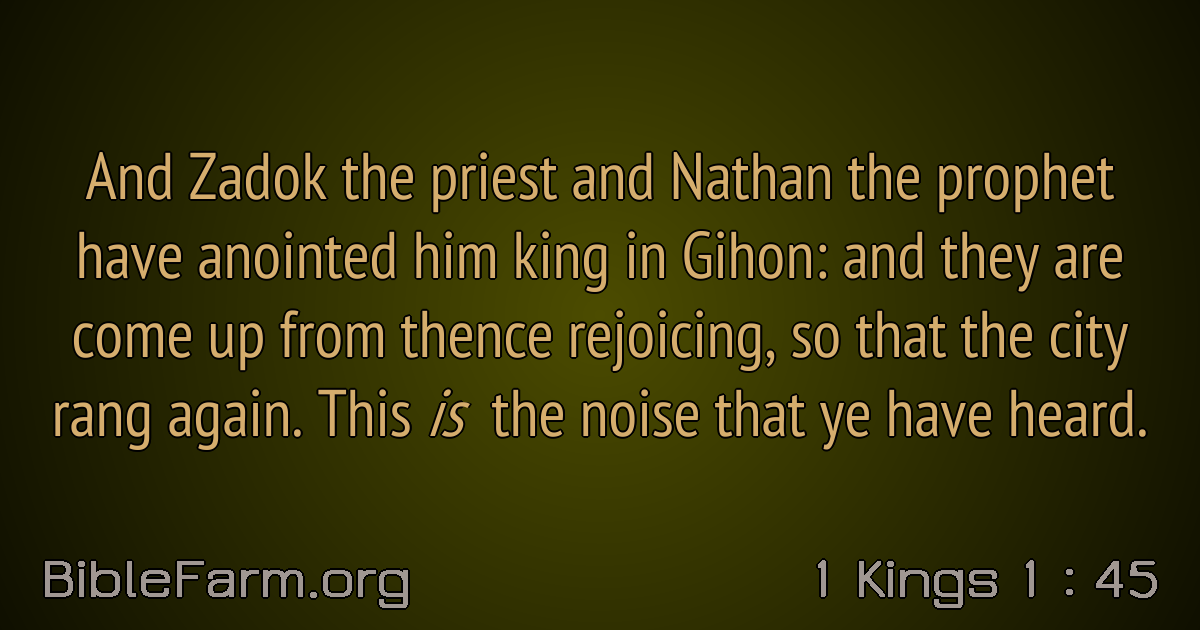 And Zadok the priest and Nathan the prophet
have anointed him king in Gihon: and they are
come up from thence rejoicing, so that the city
rang again. This is the noise that ye have heard.
BibleFarm.org
1 Kings 1 : 45